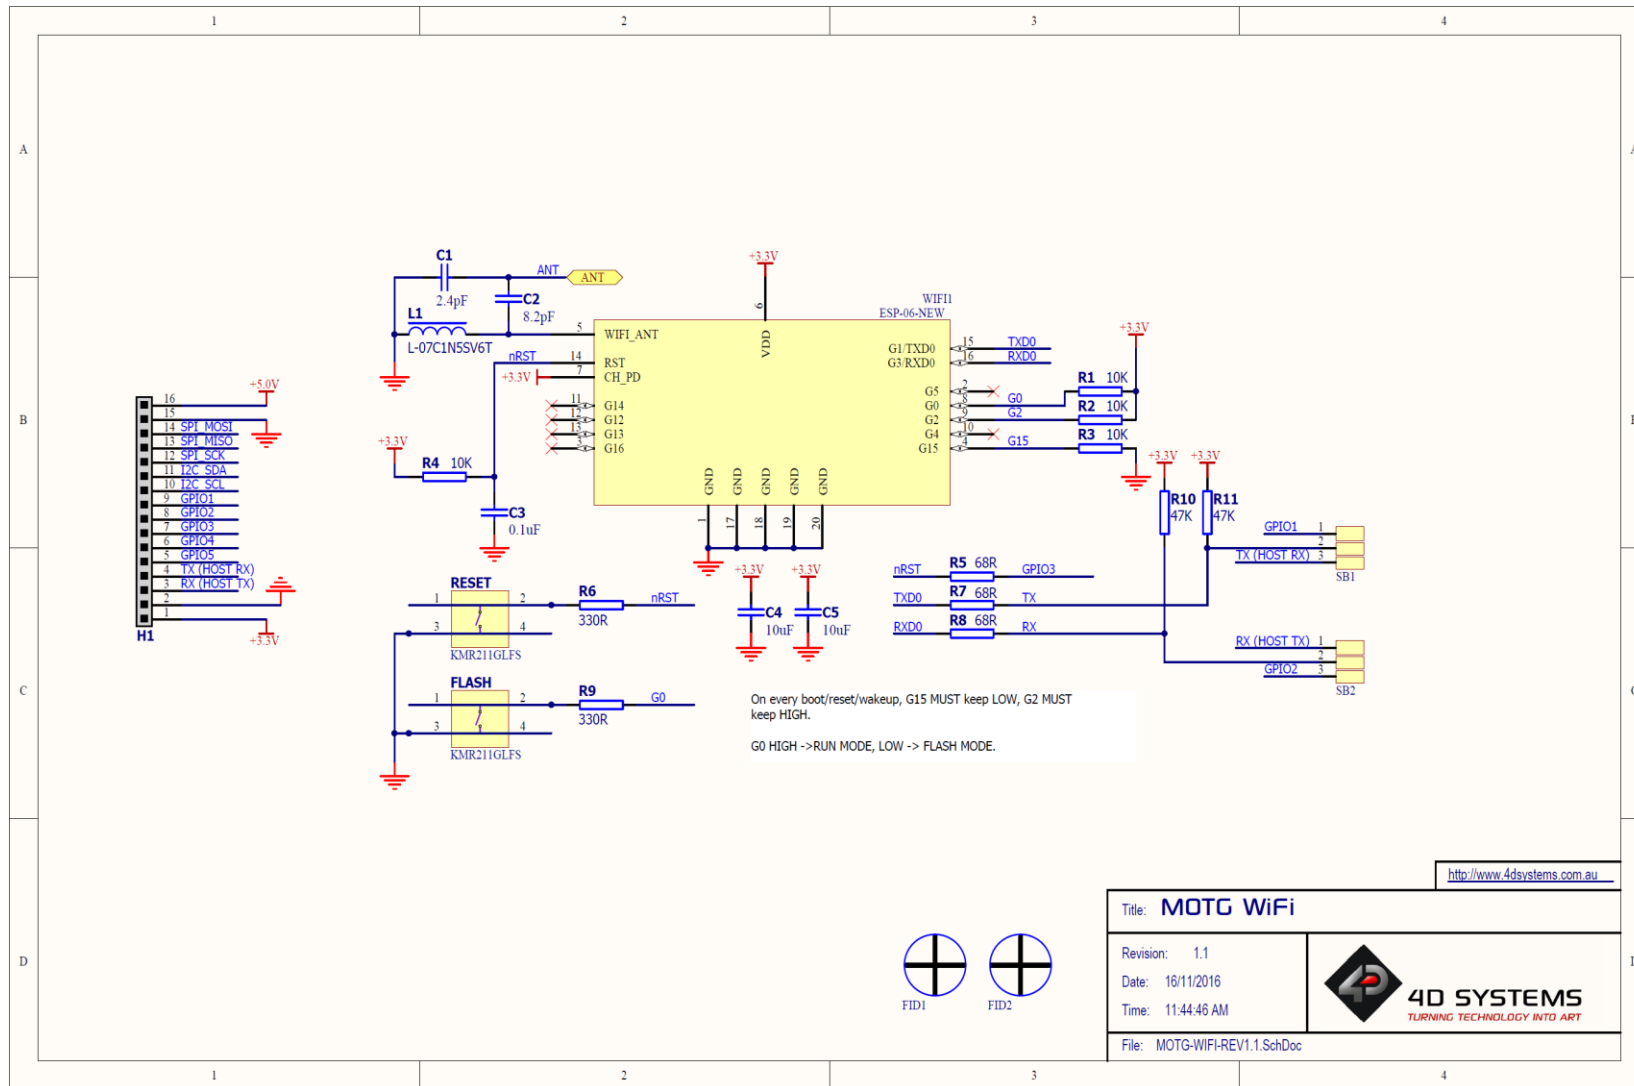 1 2 3 4
A
B
C
D
+3.3V
C1
2.4pF
ANT
ANT
C2
8.2pF
L1
L-07C1N5SV6T
nRST
+3.3V
+3.3V
R4 10K
C3
0.1uF
WIFI1
ESP-06-NEW
6
VDD
5 WIFI_ANT
14 RST
7 CH_PD
11 G14
12 G12
13 G13
3 G16
G1/TXD0 15 TXD0
G3/RXD0 16 RXD0
G5 2
G0 8 G0
G2 9 G2
G4 10
G15 4 G15
GND GND GND GND GND
1 17 18 19 20
+3.3V
R1 10K
R2 10K
R3 10K
+5.0V
16
15
14 SPI_MOSI
13 SPI_MISO
12 SPI_SCK
11 I2C_SDA
10 I2C_SCL
9 GPIO1
8 GPIO2
7 GPIO3
6 GPIO4
5 GPIO5
4 TX (HOST RX)
3 RX (HOST TX)
2
1
H1
+3.3V
+3.3V +3.3V
R10
47K
R11
47K
GPIO1 1
2
TX (HOST RX) 3
SB1
RX (HOST TX) 1
2
GPIO2 3
SB2
nRST R5 68R GPIO3
TXD0 R7 68R TX
RXD0 R8 68R RX
+3.3V +3.3V
C4
10uF
C5
10uF
RESET
1 2
3 4
KMR211GLFS
R6
330R
nRST
FLASH
1 2
3 4
KMR211GLFS
R9
330R
G0
On every boot/reset/wakeup, G15 MUST keep LOW, G2 MUST
keep HIGH.
G0 HIGH ->RUN MODE, LOW -> FLASH MODE.
FID1 FID2
http://www.4dsystems.com.au
Title: MOTG WiFi
Revision: 1.1
Date: 16/11/2016
Time: 11:44:46 AM
4D SYSTEMS
TURNING TECHNOLOGY INTO ART
File: MOTG-WIFI-REV1.1.SchDoc
1 2 3 4